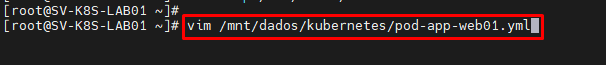 [root@SV-K8S-LAB01 ~]#
[root@SV-K8S-LAB01 ~]# vim /mnt/dados/kubernetes/pod-app-web01.yml